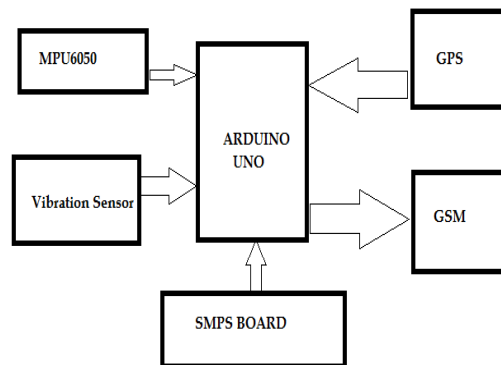 MPU6050
GPS
ARDUINO
UNO
Vibration Sensor
GSM
SMPS BOARD